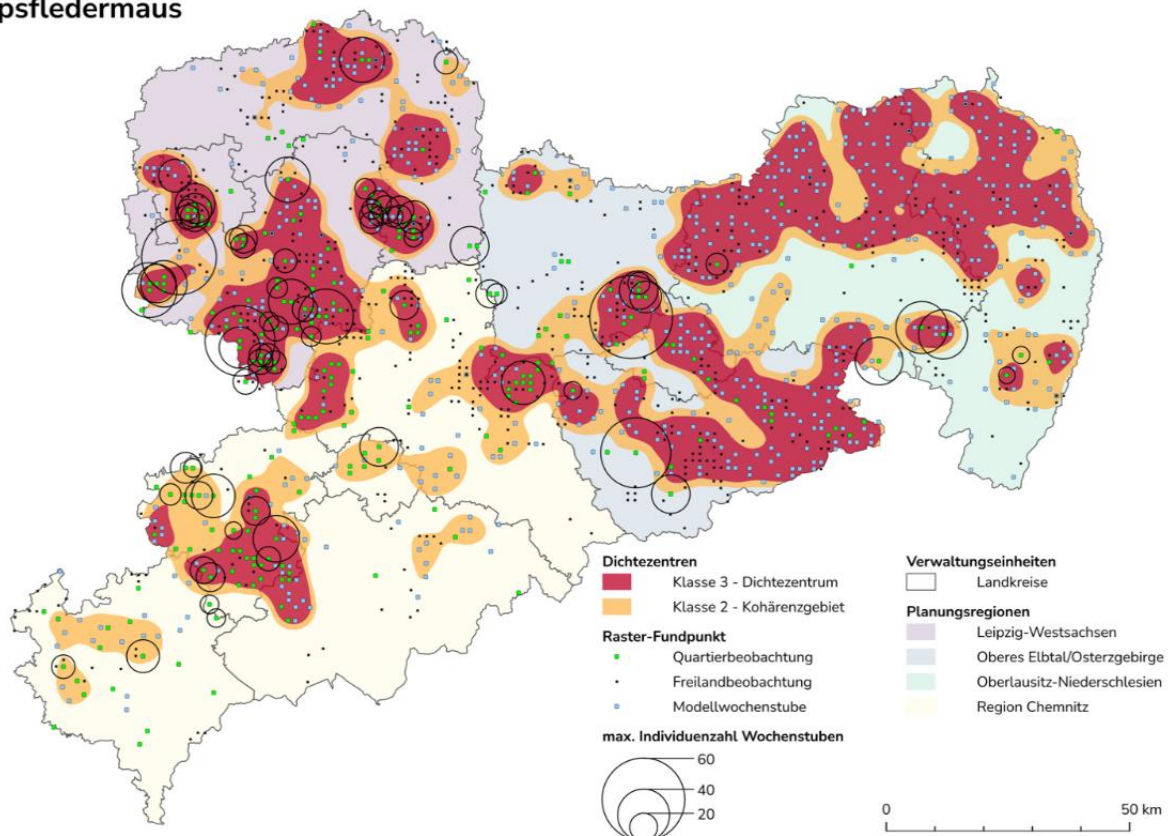 psfledermaus
Dichtezentren
Klasse 3 - Dichtezentrum
Klasse 2 - Kohärenzgebiet
Raster-Fundpunkt
Quartierbeobachtung
Freilandbeobachtung
Modellwochenstube
max. Individuenzahl Wochenstuben
60
40
20
Verwaltungseinheiten
Landkreise
Planungsregionen
Leipzig-Westsachsen
Oberes Elbtal/Osterzgebirge
Oberlausitz-Niederschlesien
Region Chemnitz
0 50 km